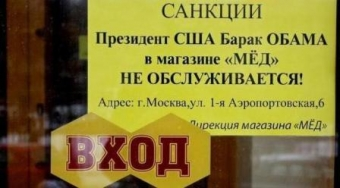 САНКЦИИ
Президент США Барак ОБАМА
в магазине «МЁД»
НЕ ОБСЛУЖИВАЕТСЯ!
Адрес: г.Москва,ул. 1-я Аэропортовская,6
Дирекция магазина «МЁД»
ВХОД